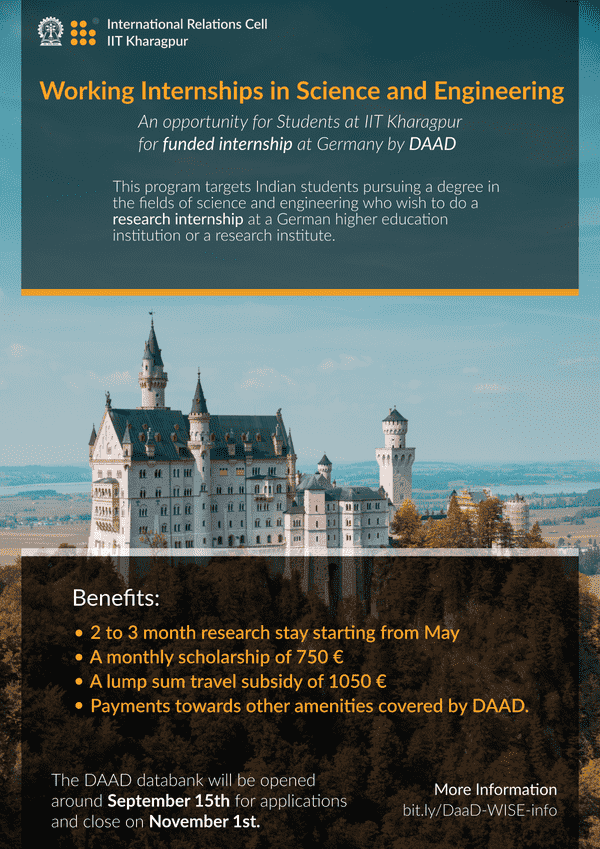 International Relations Cell
IIT Kharagpur
Working Internships in Science and Engineering
An opportunity for Students at IIT Kharagpur
for funded internship at Germany by DAAD
This program targets Indian students pursuing a degree in
the fields of science and engineering who wish to do a
research internship at a German higher education
institution or a research institute.
Benefits:
• 2 to 3 month research stay starting from May
• A monthly scholarship of 750 €
• A lump sum travel subsidy of 1050 €
• Payments towards other amenities covered by DAAD.
The DAAD databank will be opened
around September 15th for applications
and close on November 1st.
More Information
bit.ly/DaaD-WISE-info